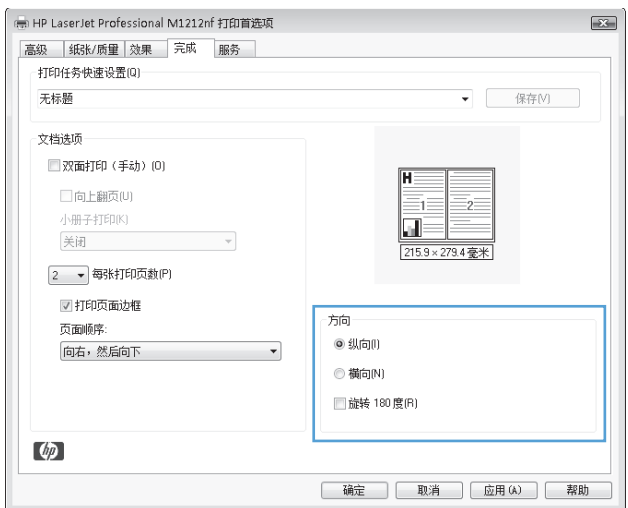 HP LaserJet Professional M1212nf 打印首选项
高级 纸张/质量 效果 完成 服务
打印任务快速设置(Q)
无标题
保存(V)
文档选项
双面打印（手动）(O)
向上翻页(U)
小册子打印(K)
关闭
2 每张打印页数(P)
打印页面边框
页面顺序:
向右，然后向下
H
1 2
215.9 × 279.4 毫米
方向
纵向(I)
横向(N)
旋转 180 度(R)
hp
确定 取消 应用(A) 帮助